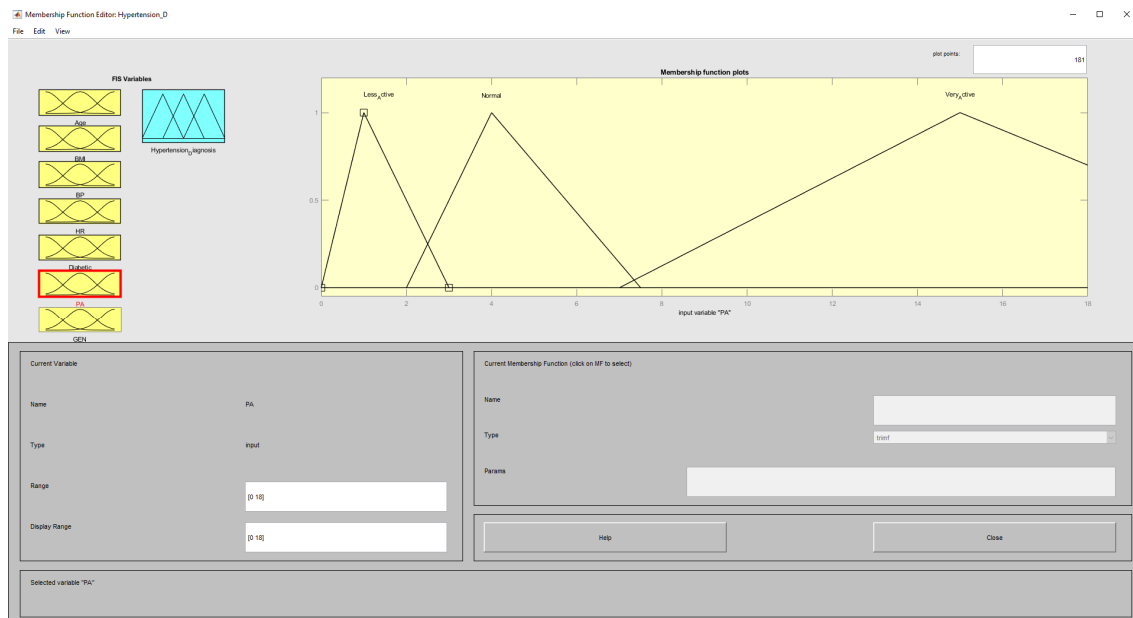 Membership Function Editor: Hypertension_D
File Edit View
plot points:
181
FIS Variables
Membership function plots
Age
BMI
BP
HR
Diabetic
PA
GEN
Hypertension_Diagnosis
Less_Active
Normal
Very_Active
1
0.5
0
0 2 4 6 8 10 12 14 16 18
input variable "PA"
Current Variable
Name PA
Type input
Range [0 18]
Display Range [0 18]
Current Membership Function (click on MF to select)
Name
Type trimf
Params
Help
Close
Selected variable "PA"